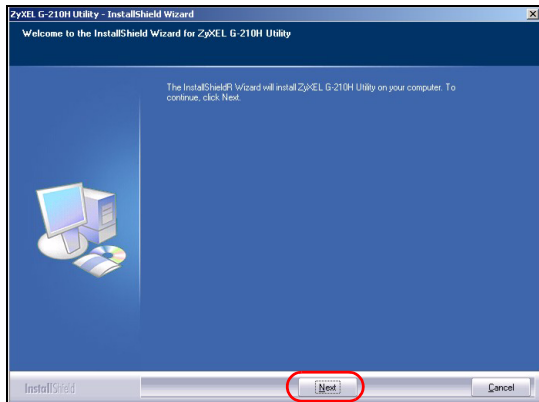 ZyXEL G-210H Utility - InstallShield Wizard
Welcome to the InstallShield Wizard for ZyXEL G-210H Utility
The InstallShieldR Wizard will install ZyXEL G-210H Utility on your computer. To
continue, click Next.
InstallShield
Next
Cancel